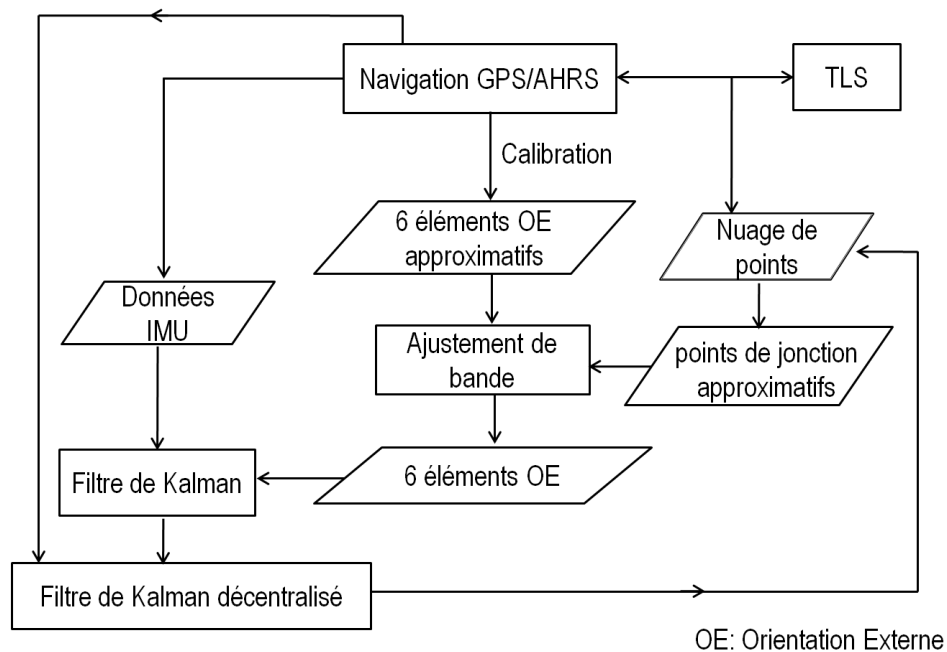 Navigation GPS/AHRS
TLS
Calibration
6 éléments OE
approximatifs
Nuage de
points
Données
IMU
Ajustement de
bande
points de jonction
approximatifs
Filtre de Kalman
6 éléments OE
Filtre de Kalman décentralisé
OE: Orientation Externe